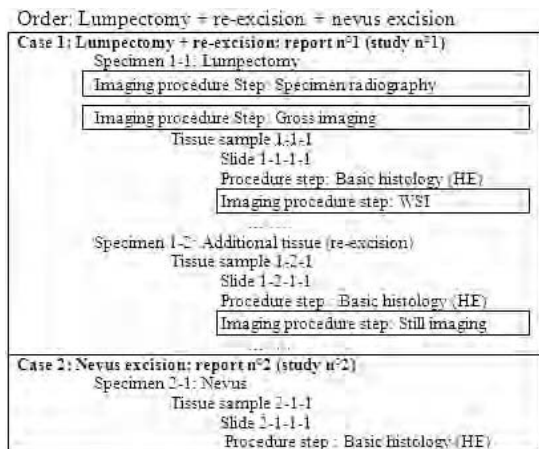 Order: Lumpectomy + re-excision + nevus excision
Case 1: Lumpectomy + re-excision: report n°1 (study n°1)
Specimen 1-1: Lumpectomy
Imaging procedure Step: Specimen radiography
Imaging procedure Step: Gross imaging
Tissue sample 1-1-1
Slide 1-1-1-1
Procedure step: Basic histology (HE)
Imaging procedure step: WSI
........
Specimen 1-2: Additional tissue (re-excision)
Tissue sample 1-2-1
Slide 1-2-1-1
Procedure step : Basic histology (HE)
Imaging procedure step: Still imaging
........
Case 2: Nevus excision: report n°2 (study n°2)
Specimen 2-1: Nevus
Tissue sample 2-1-1
Slide 2-1-1-1
Procedure step : Basic histology (HE)